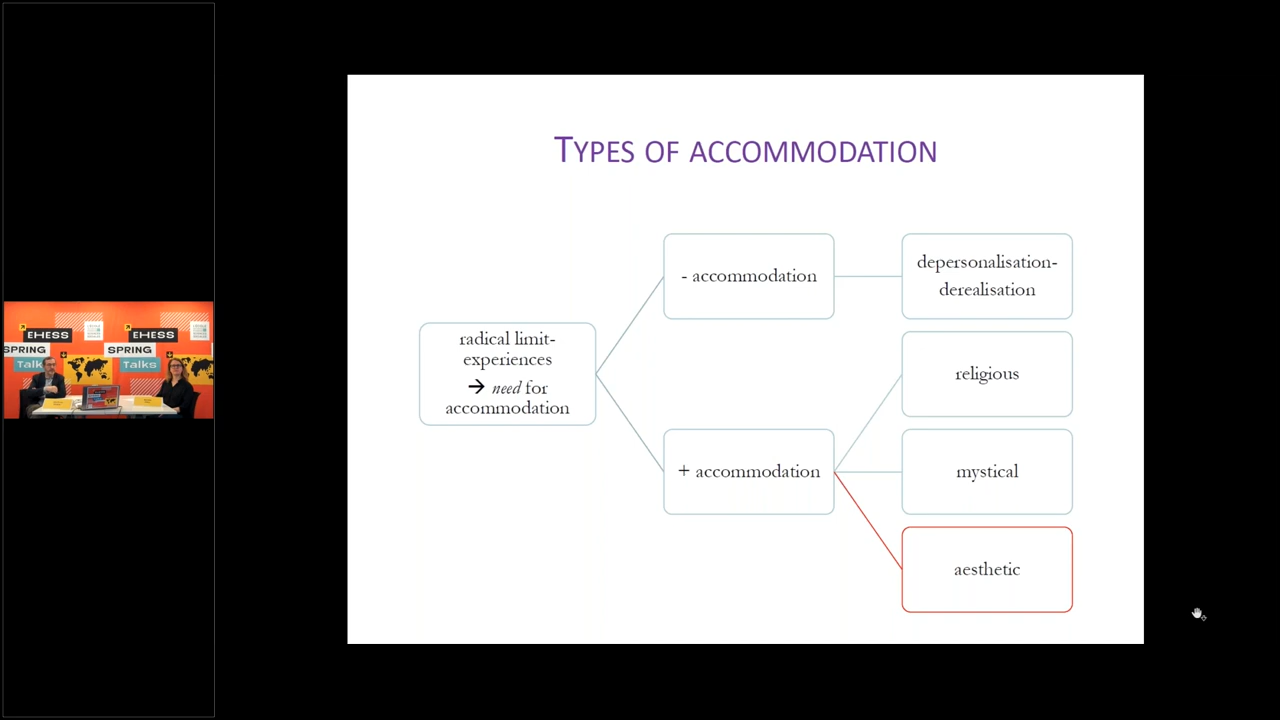 TYPES OF ACCOMMODATION
radical limit-
experiences
→ need for
accommodation
- accommodation
+ accommodation
depersonalisation-
derealisation
religious
mystical
aesthetic
EHESS
EHESS
SPRING
SPRING
Talks
Talks